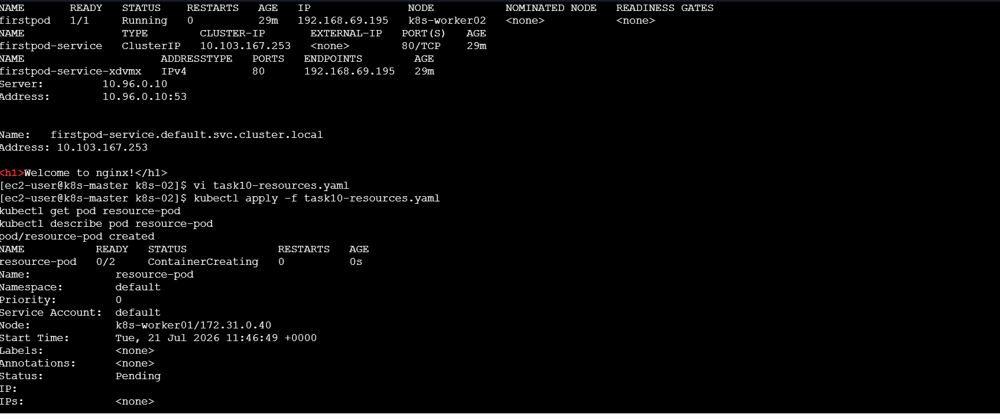 NAME READY STATUS RESTARTS AGE IP NODE NOMINATED NODE READINESS GATES
firstpod 1/1 Running 0 29m 192.168.69.195 k8s-worker02 <none> <none>
NAME TYPE CLUSTER-IP EXTERNAL-IP PORT(S) AGE
firstpod-service ClusterIP 10.103.167.253 <none> 80/TCP 29m
NAME ADDRESSTYPE PORTS ENDPOINTS AGE
firstpod-service-xdvmx IPv4 80 192.168.69.195 29m
Server: 10.96.0.10
Address: 10.96.0.10:53
Name: firstpod-service.default.svc.cluster.local
Address: 10.103.167.253
<h1>Welcome to nginx!</h1>
[ec2-user@k8s-master k8s-02]$ vi task10-resources.yaml
[ec2-user@k8s-master k8s-02]$ kubectl apply -f task10-resources.yaml
kubectl get pod resource-pod
kubectl describe pod resource-pod
pod/resource-pod created
NAME READY STATUS RESTARTS AGE
resource-pod 0/2 ContainerCreating 0 0s
Name: resource-pod
Namespace: default
Priority: 0
Service Account: default
Node: k8s-worker01/172.31.0.40
Start Time: Tue, 21 Jul 2026 11:46:49 +0000
Labels: <none>
Annotations: <none>
Status: Pending
IP:
IPs: <none>